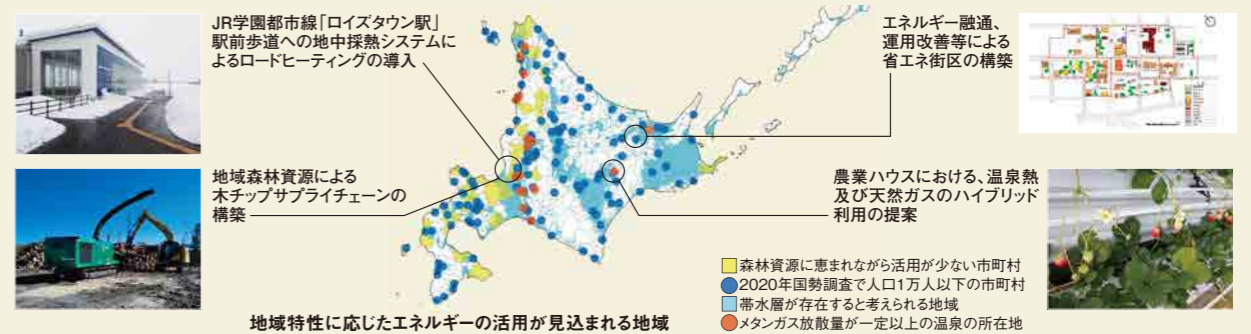 JR学園都市線「ロイズタウン駅」
駅前歩道への地中採熱システムに
よるロードヒーティングの導入
エネルギー融通、
運用改善等による
省エネ街区の構築
地域森林資源による
木チップサプライチェーンの
構築
農業ハウスにおける、温泉熱
及び天然ガスのハイブリッド
利用の提案
森林資源に恵まれながら活用が少ない市町村
2020年国勢調査で人口1万人以下の市町村
帯水層が存在すると考えられる地域
メタンガス放散量が一定以上の温泉の所在地
地域特性に応じたエネルギーの活用が見込まれる地域